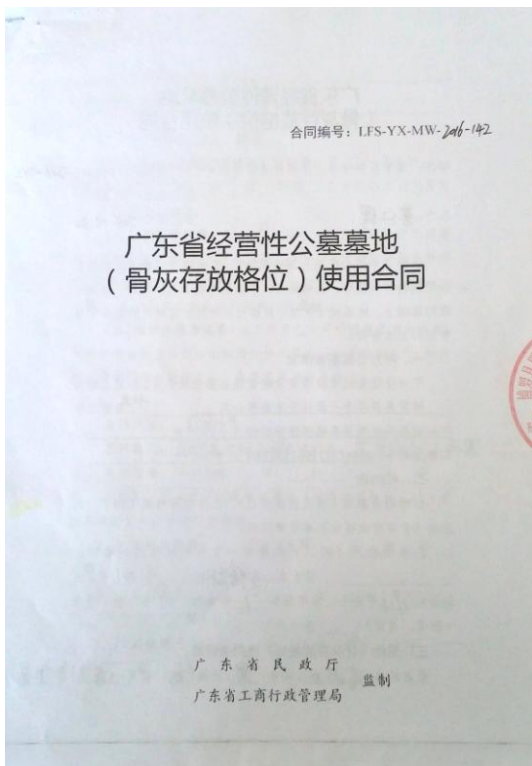 合同编号：LFS-YX-MW-2016-142
广东省经营性公墓墓地
（骨灰存放格位）使用合同
广东省民政厅
广东省工商行政管理局
监制